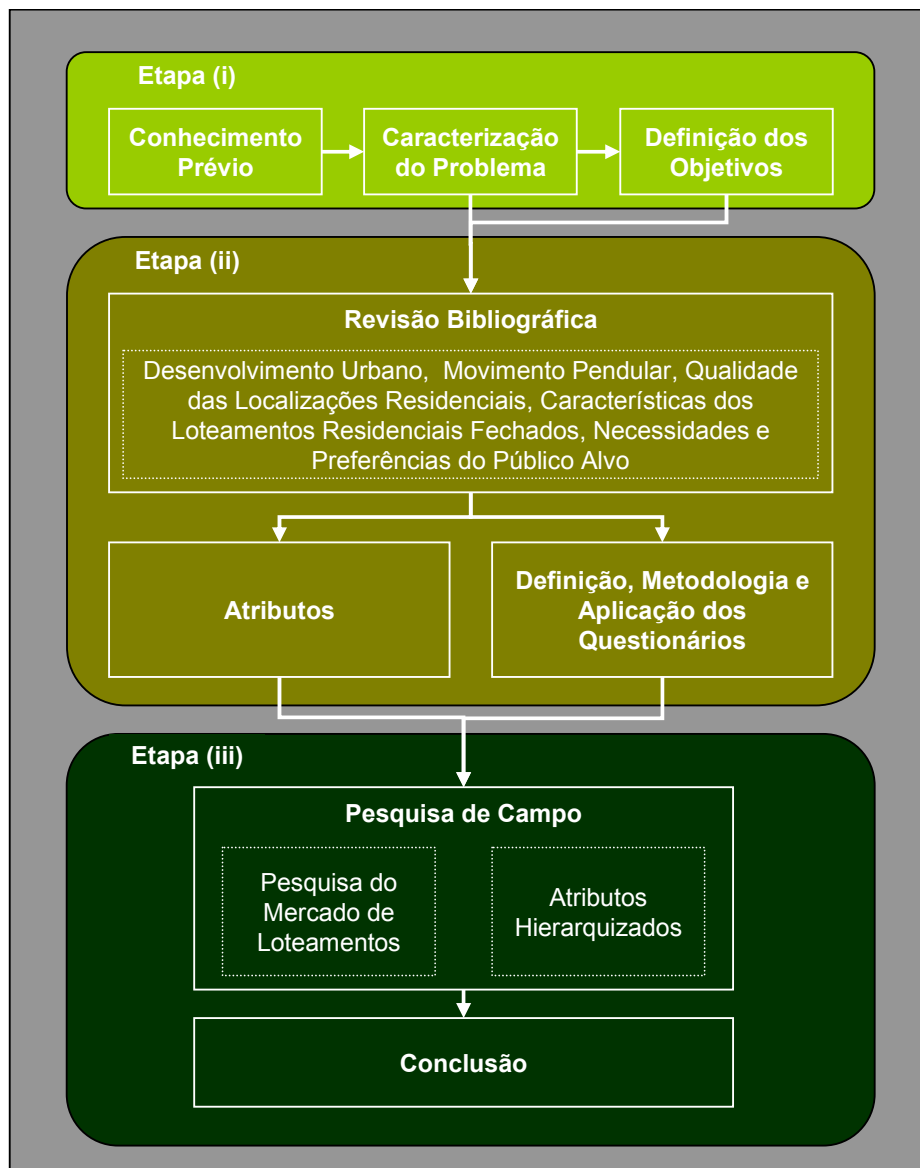 Etapa (i)
Conhecimento
Prévio
Caracterização
do Problema
Definição dos
Objetivos
Etapa (ii)
Revisão Bibliográfica
Desenvolvimento Urbano, Movimento Pendular, Qualidade
das Localizações Residenciais, Características dos
Loteamentos Residenciais Fechados, Necessidades e
Preferências do Público Alvo
Atributos
Definição, Metodologia e
Aplicação dos
Questionários
Etapa (iii)
Pesquisa de Campo
Pesquisa do
Mercado de
Loteamentos
Atributos
Hierarquizados
Conclusão